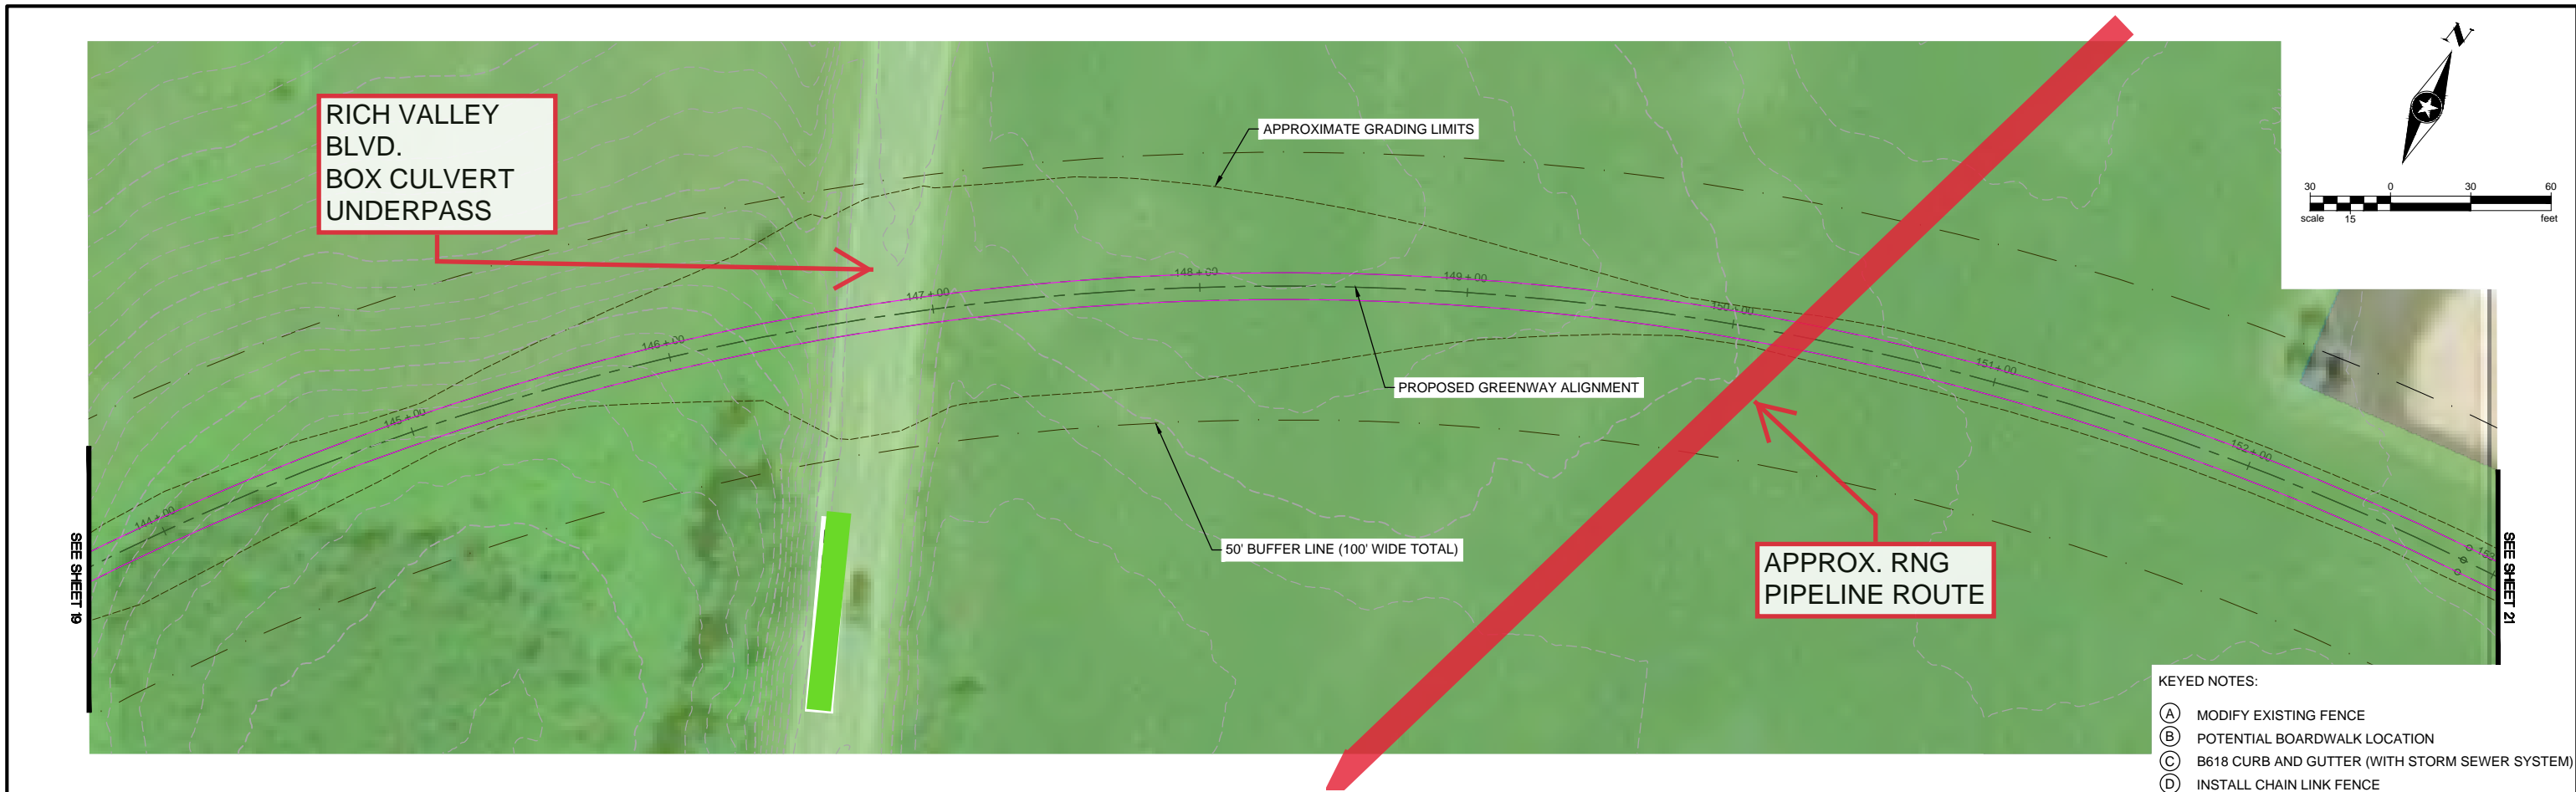 RICH VALLEY
BLVD.
BOX CULVERT
UNDERPASS
APPROXIMATE GRADING LIMITS
N
30 0 30 60
scale 15 feet
144+00
145+00
146+00
147+00
148+00
149+00
150+00
151+00
152+00
153
PROPOSED GREENWAY ALIGNMENT
50' BUFFER LINE (100' WIDE TOTAL)
APPROX. RNG
PIPELINE ROUTE
SEE SHEET 19
SEE SHEET 21
KEYED NOTES:
A MODIFY EXISTING FENCE
B POTENTIAL BOARDWALK LOCATION
C B618 CURB AND GUTTER (WITH STORM SEWER SYSTEM)
D INSTALL CHAIN LINK FENCE